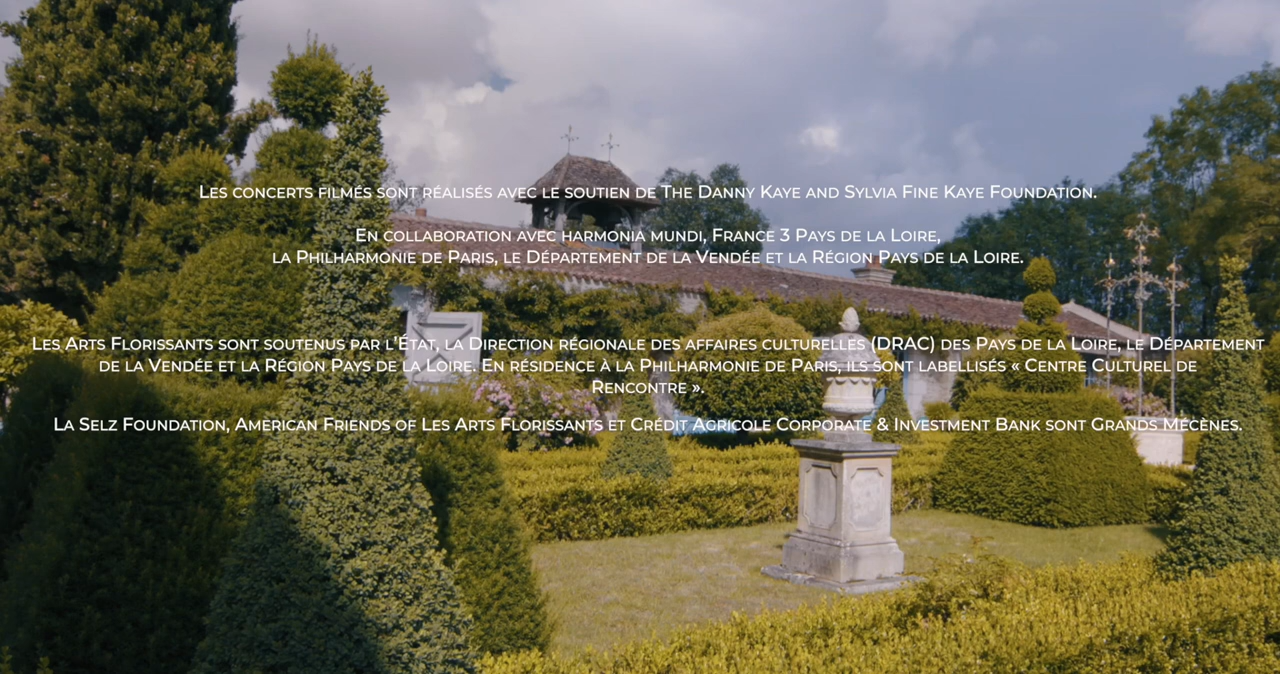 Les concerts filmés sont réalisés avec le soutien de The Danny Kaye and Sylvia Fine Kaye Foundation.
En collaboration avec harmonia mundi, France 3 Pays de la Loire,
la Philharmonie de Paris, le Département de la Vendée et la Région Pays de la Loire.
Les Arts Florissants sont soutenus par l'État, la Direction régionale des affaires culturelles (DRAC) des Pays de la Loire, le Département
de la Vendée et la Région Pays de la Loire. En résidence à la Philharmonie de Paris, ils sont labellisés « Centre Culturel de
Rencontre ».
La Selz Foundation, American Friends of Les Arts Florissants et Crédit Agricole Corporate & Investment Bank sont Grands Mécènes.